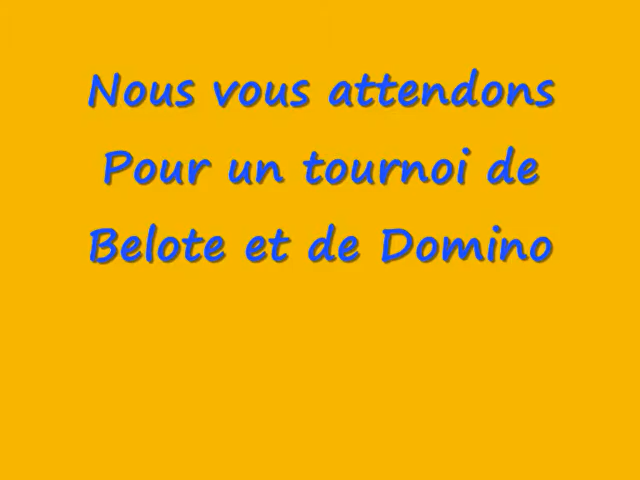 Nous vous attendons
Pour un tournoi de
Belote et de Domino